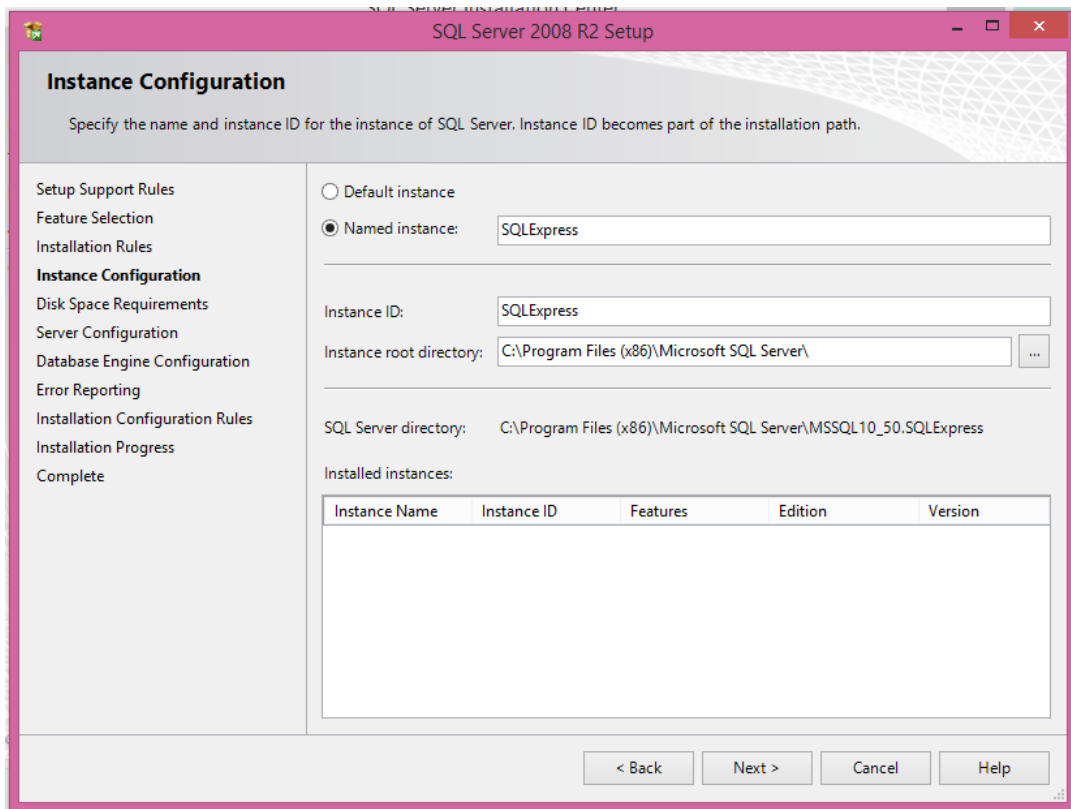 SQL Server Installation Center
SQL Server 2008 R2 Setup
Instance Configuration
Specify the name and instance ID for the instance of SQL Server. Instance ID becomes part of the installation path.
Setup Support Rules
Feature Selection
Installation Rules
Instance Configuration
Disk Space Requirements
Server Configuration
Database Engine Configuration
Error Reporting
Installation Configuration Rules
Installation Progress
Complete
Default instance
Named instance: SQLExpress
Instance ID: SQLExpress
Instance root directory: C:\Program Files (x86)\Microsoft SQL Server\ ...
SQL Server directory: C:\Program Files (x86)\Microsoft SQL Server\MSSQL10_50.SQLExpress
Installed instances:
Instance Name Instance ID Features Edition Version
< Back Next > Cancel Help